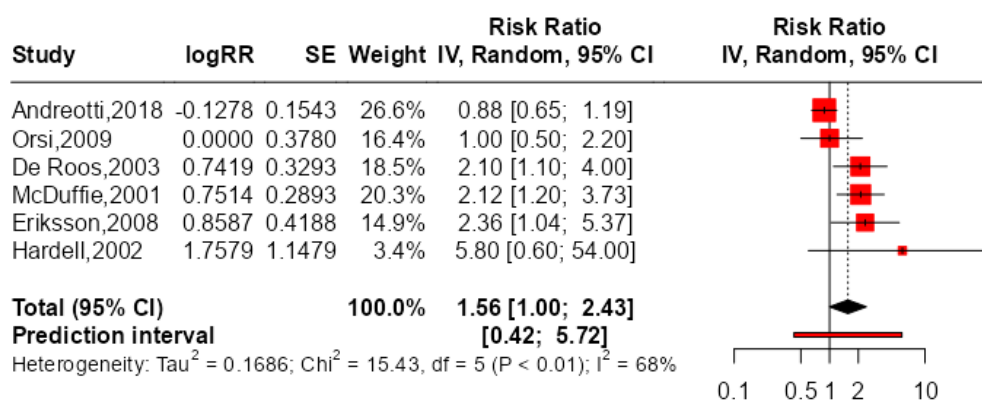 Risk Ratio Risk Ratio
Study logRR SE Weight IV, Random, 95% CI IV, Random, 95% CI
Andreotti,2018 -0.1278 0.1543 26.6% 0.88 [0.65; 1.19]
Orsi,2009 0.0000 0.3780 16.4% 1.00 [0.50; 2.20]
De Roos,2003 0.7419 0.3293 18.5% 2.10 [1.10; 4.00]
McDuffie,2001 0.7514 0.2893 20.3% 2.12 [1.20; 3.73]
Eriksson,2008 0.8587 0.4188 14.9% 2.36 [1.04; 5.37]
Hardell,2002 1.7579 1.1479 3.4% 5.80 [0.60; 54.00]
Total (95% CI) 100.0% 1.56 [1.00; 2.43]
Prediction interval [0.42; 5.72]
Heterogeneity: Tau² = 0.1686; Chi² = 15.43, df = 5 (P < 0.01); I² = 68%
0.1 0.5 1 2 10